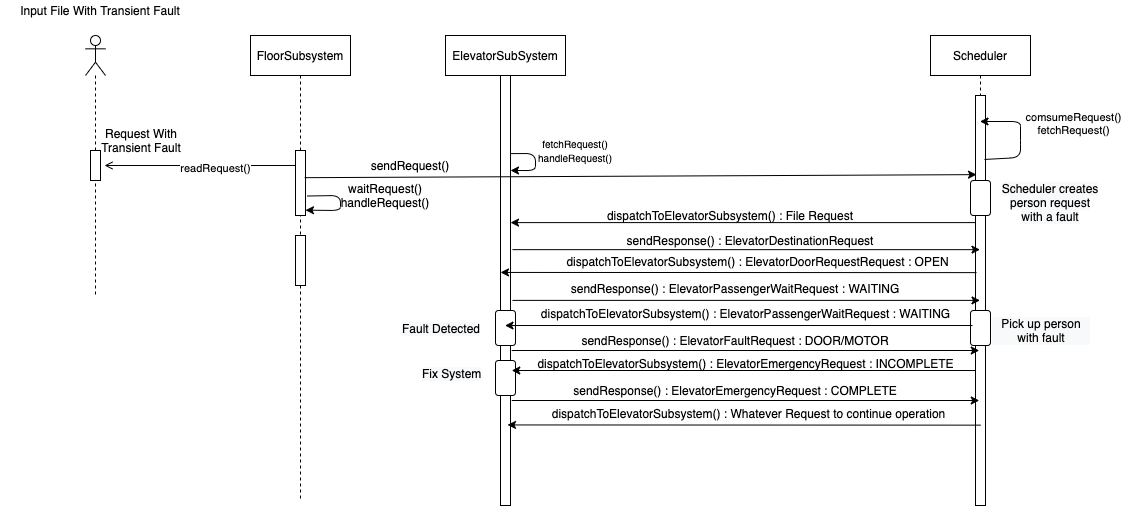 Input File With Transient Fault
FloorSubsystem
ElevatorSubSystem
Scheduler
comsumeRequest()
fetchRequest()
Request With
Transient Fault
fetchRequest()
handleRequest()
readRequest()
sendRequest()
waitRequest()
handleRequest()
Scheduler creates
person request
with a fault
dispatchToElevatorSubsystem() : File Request
sendResponse() : ElevatorDestinationRequest
dispatchToElevatorSubsystem() : ElevatorDoorRequestRequest : OPEN
sendResponse() : ElevatorPassengerWaitRequest : WAITING
dispatchToElevatorSubsystem() : ElevatorPassengerWaitRequest : WAITING
Fault Detected
Pick up person
with fault
sendResponse() : ElevatorFaultRequest : DOOR/MOTOR
dispatchToElevatorSubsystem() : ElevatorEmergencyRequest : INCOMPLETE
Fix System
sendResponse() : ElevatorEmergencyRequest : COMPLETE
dispatchToElevatorSubsystem() : Whatever Request to continue operation